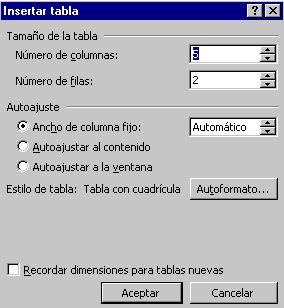 Insertar tabla
Tamaño de la tabla
Número de columnas: 5
Número de filas: 2
Autoajuste
Ancho de columna fijo: Automático
Autoajustar al contenido
Autoajustar a la ventana
Estilo de tabla: Tabla con cuadrícula Autoformato...
Recordar dimensiones para tablas nuevas
Aceptar Cancelar